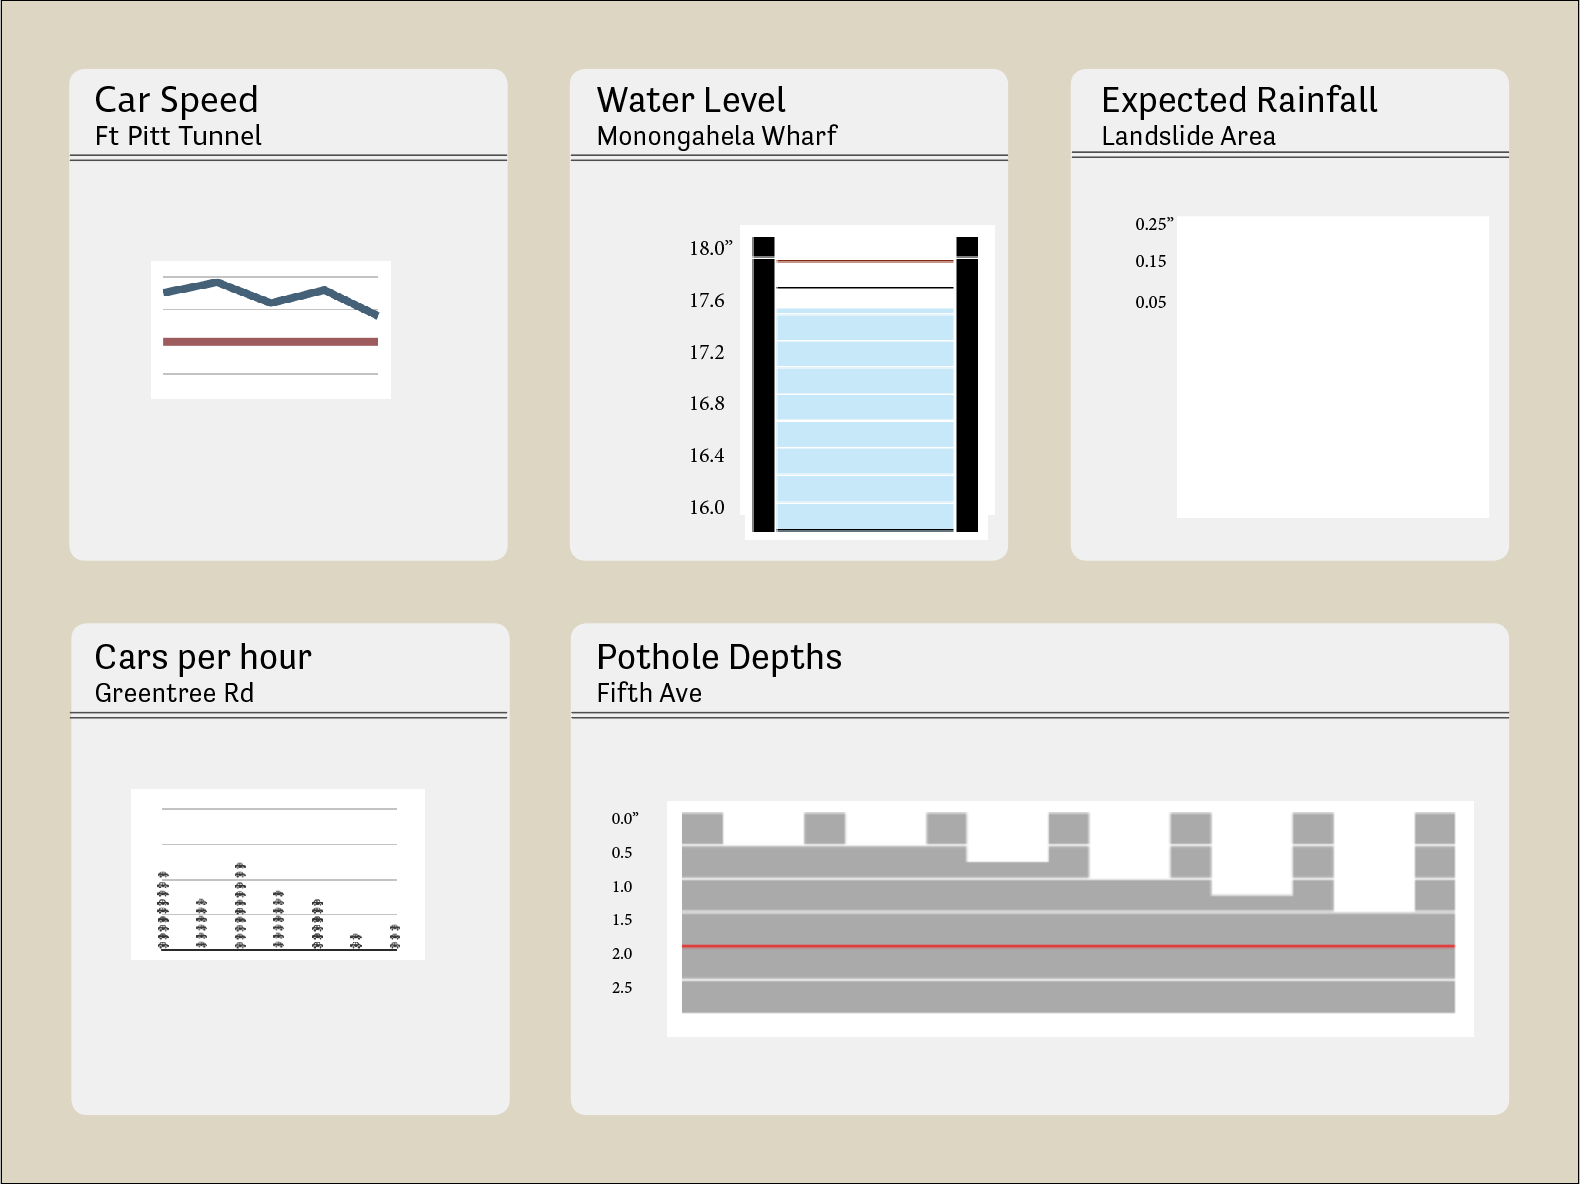 Car Speed
Ft Pitt Tunnel
Water Level
Monongahela Wharf
18.0”
17.6
17.2
16.8
16.4
16.0
Expected Rainfall
Landslide Area
0.25”
0.15
0.05
Cars per hour
Greentree Rd
Pothole Depths
Fifth Ave
0.0”
0.5
1.0
1.5
2.0
2.5